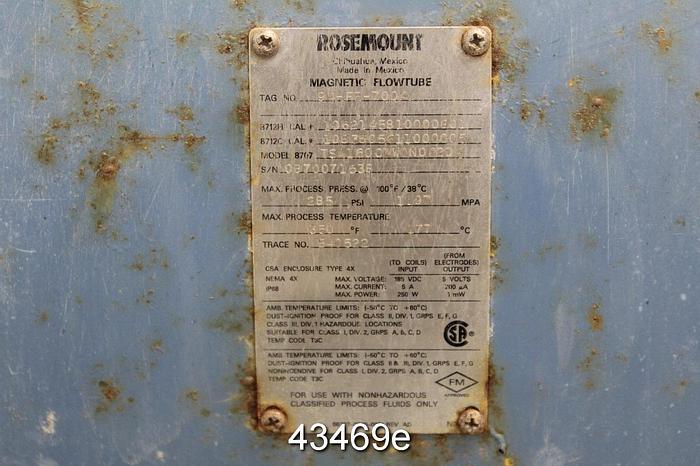 ROSEMOUNT
Chihuahua, Mexico
Made in Mexico
MAGNETIC FLOWTUBE
TAG NO.
8712H CAL #
8712C CAL #
MODEL 8707
S/N 0870071635
MAX. PROCESS PRESS. @ 100°F/38°C
285 PSI MPA
MAX. PROCESS TEMPERATURE
350 °F 177 °C
TRACE NO.
(TO COILS) INPUT (FROM ELECTRODES) OUTPUT
CSA ENCLOSURE TYPE 4X
NEMA 4X MAX. VOLTAGE: 185 VDC 5 VOLTS
IP68 MAX. CURRENT: 5 A 200 µA
MAX. POWER: 250 W 1 mW
AMB. TEMPERATURE LIMITS: (-50°C TO +60°C)
DUST-IGNITION PROOF FOR CLASS II, DIV. 1, GRPS E, F, G
CLASS III, DIV. 1 HAZARDOUS LOCATIONS
SUITABLE FOR CLASS I, DIV. 2, GRPS A, B, C, D
TEMP CODE T3C
AMB. TEMPERATURE LIMITS: (-50°C TO +60°C)
DUST-IGNITION PROOF FOR CLASS II & III, DIV. 1, GRPS E, F G
NONINCENDIVE FOR CLASS I, DIV. 2, GRPS A, B, C, D
TEMP CODE T3C
FM
APPROVED
FOR USE WITH NONHAZARDOUS
CLASSIFIED PROCESS FLUIDS ONLY
43469e